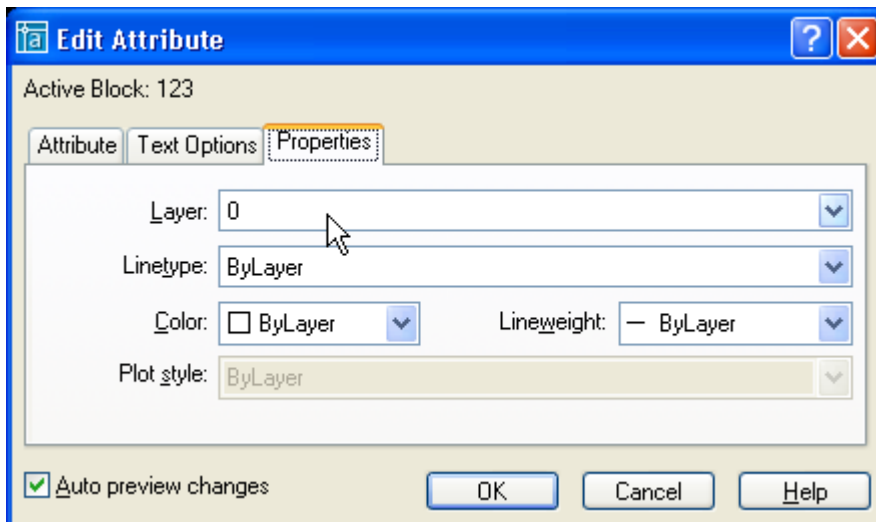 Edit Attribute
Active Block: 123
Attribute Text Options Properties
Layer: 0
Linetype: ByLayer
Color: ByLayer Lineweight: ByLayer
Plot style: ByLayer
Auto preview changes OK Cancel Help